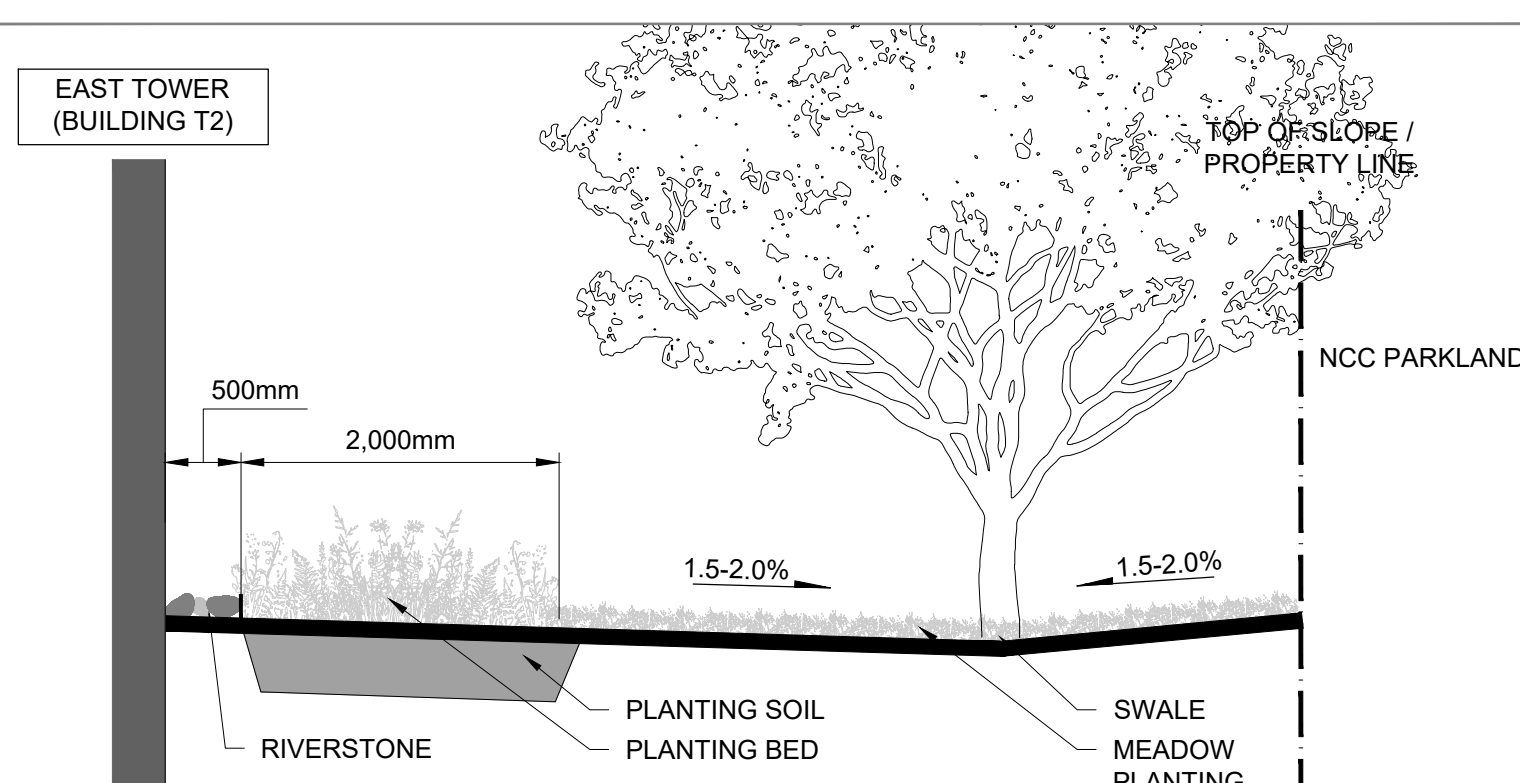 EAST TOWER
(BUILDING T2)
TOP OF SLOPE /
PROPERTY LINE
NCC PARKLAND
500mm
2,000mm
1.5-2.0%
1.5-2.0%
PLANTING SOIL
PLANTING BED
RIVERSTONE
SWALE
MEADOW
PLANTING